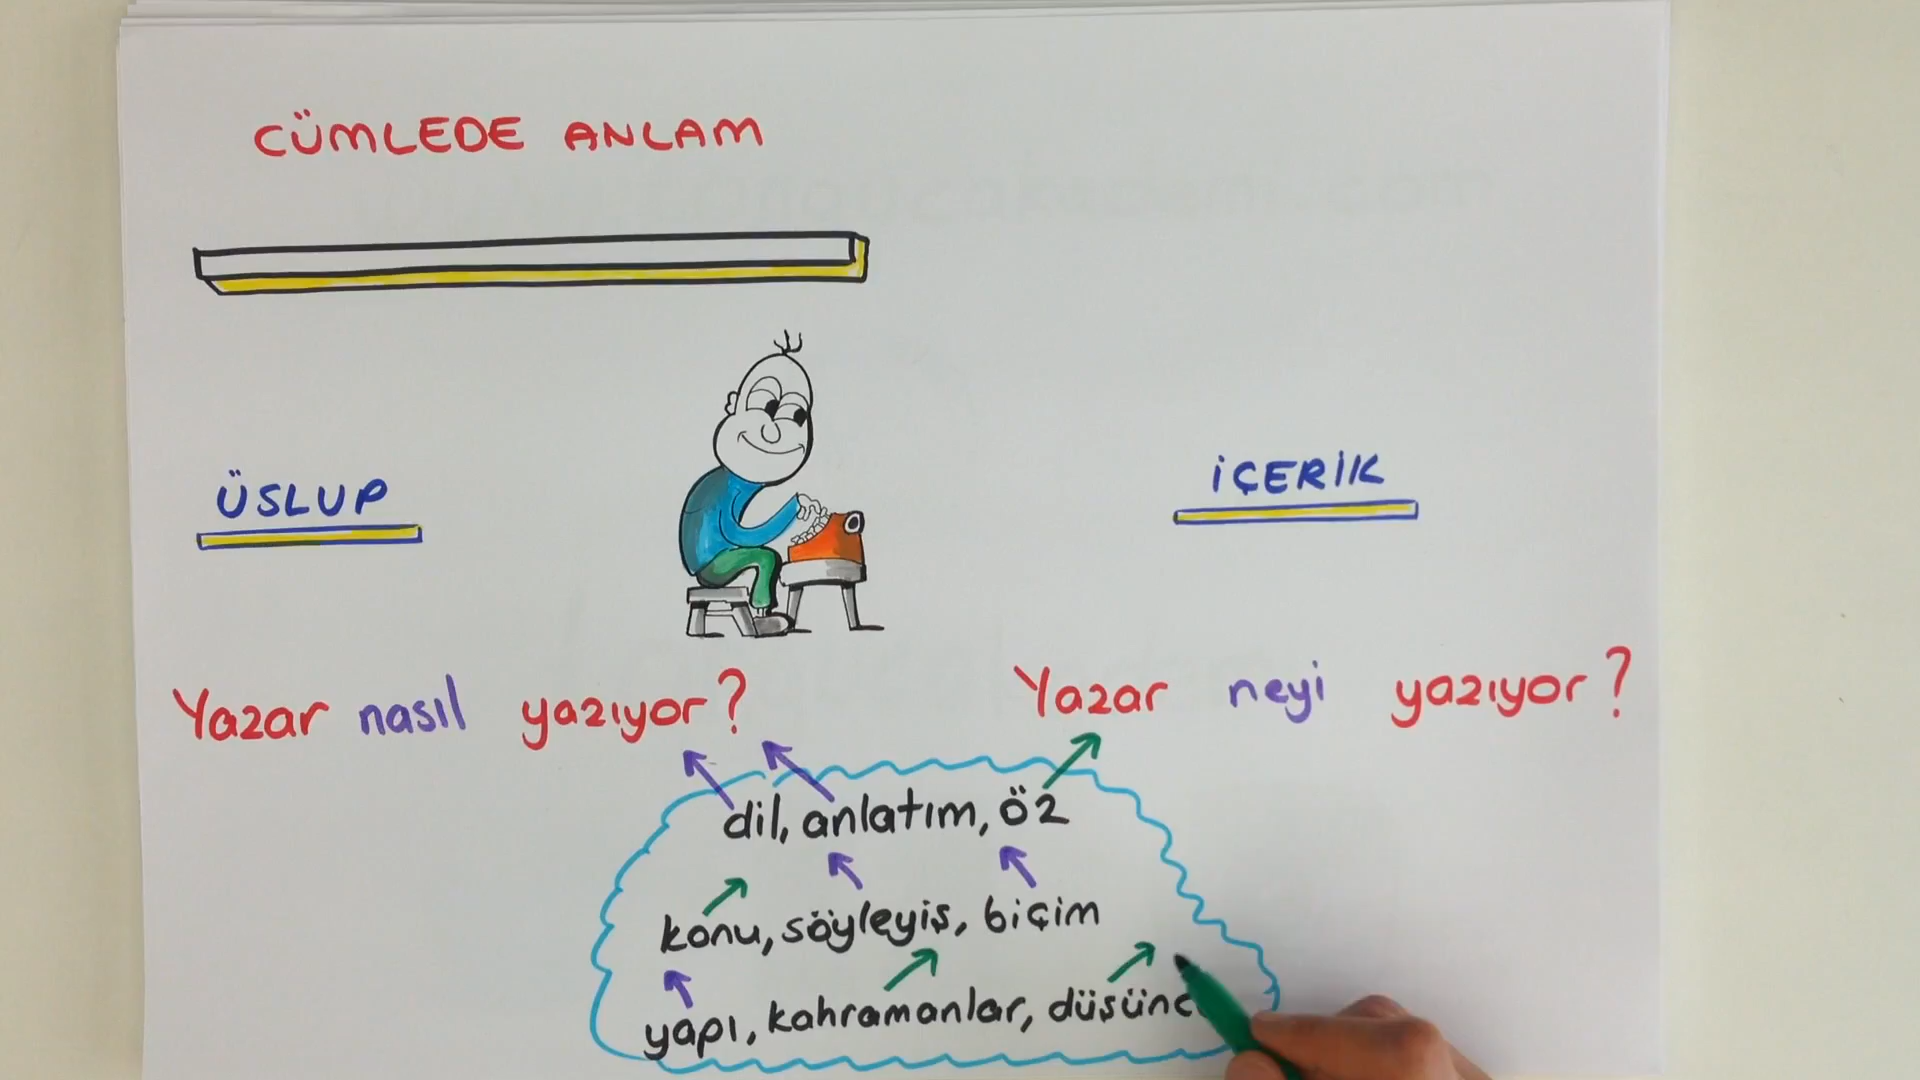 CÜMLEDE ANLAM
ÜSLUP
İÇERİK
Yazar nasıl yazıyor?
Yazar neyi yazıyor?
dil, anlatım, öz
konu, söyleyiş, biçim
yapı, kahramanlar,